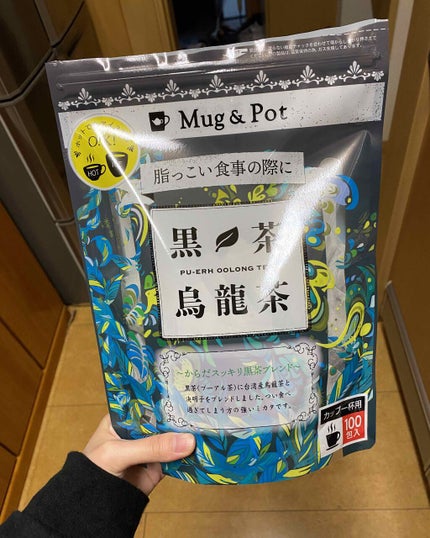 OK!
HOT
Mug & Pot
脂っこい食事の際に
黒 茶
PU-ERH OOLONG TEA
烏龍茶
~からだスッキリ黒茶ブレンド~
黒茶(プーアル茶)に台湾産烏龍茶と
決明子をブレンドしました。つい食べ
過ぎてしまう方の強いミカタです。
カップ一杯用
100
包入